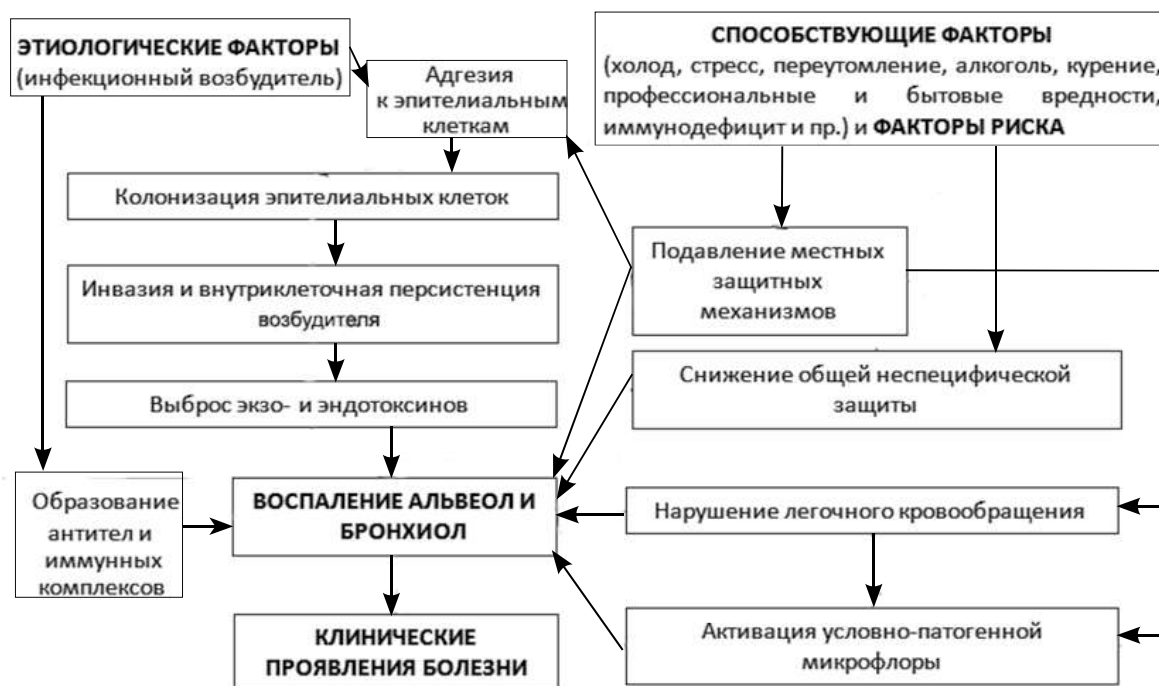 ЭТИОЛОГИЧЕСКИЕ ФАКТОРЫ
(инфекционный возбудитель)
СПОСОБСТВУЮЩИЕ ФАКТОРЫ
(холод, стресс, переутомление, алкоголь, курение,
профессиональные и бытовые вредности,
иммунодефицит и пр.) и ФАКТОРЫ РИСКА
Адгезия
к эпителиальным
клеткам
Колонизация эпителиальных клеток
Подавление местных
защитных
механизмов
Инвазия и внутриклеточная персистенция
возбудителя
Снижение общей неспецифической
защиты
Выброс экзо- и эндотоксинов
Образование
антител и
иммунных
комплексов
ВОСПАЛЕНИЕ АЛЬВЕОЛ И
БРОНХИОЛ
Нарушение легочного кровообращения
КЛИНИЧЕСКИЕ
ПРОЯВЛЕНИЯ БОЛЕЗНИ
Активация условно-патогенной
микрофлоры